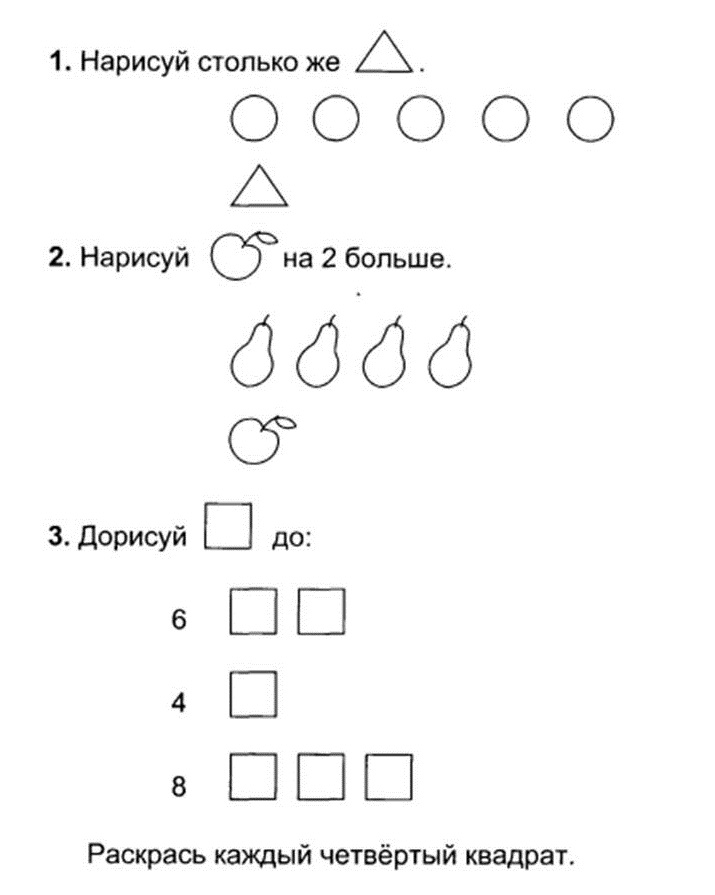 1. Нарисуй столько же .
2. Нарисуй на 2 больше.
3. Дорисуй до:
6
4
8
Раскрась каждый четвёртый квадрат.